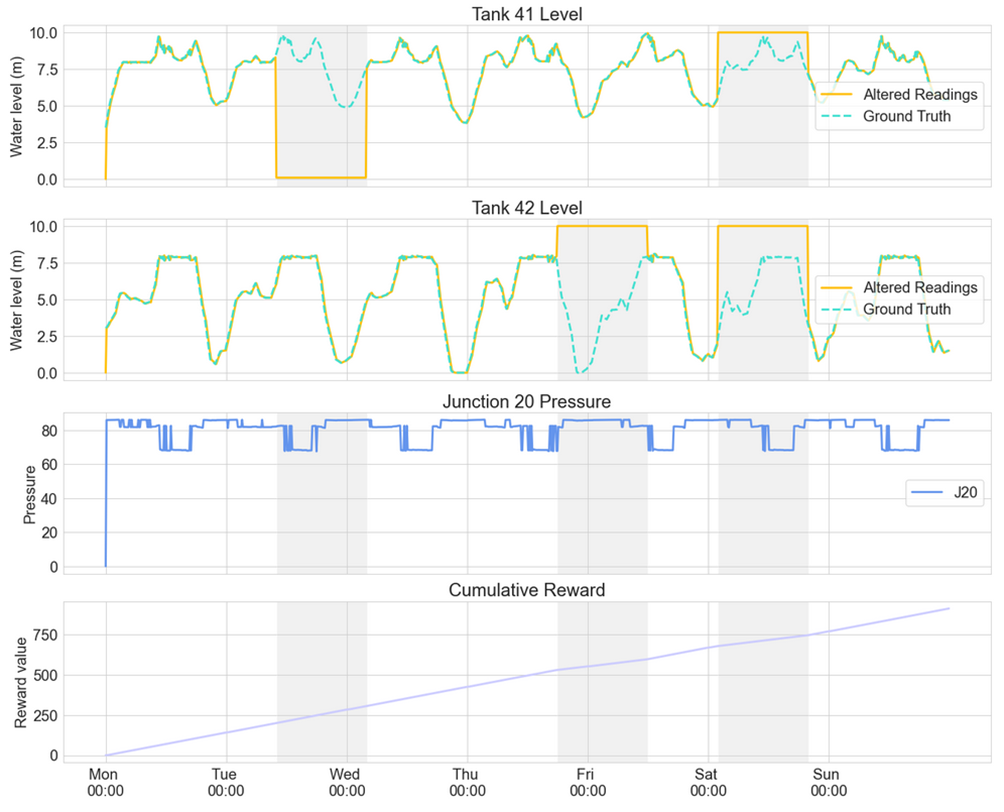 Tank 41 Level
Water level (m)
10.0
7.5
5.0
2.5
0.0
Altered Readings
Ground Truth
Tank 42 Level
Water level (m)
10.0
7.5
5.0
2.5
0.0
Altered Readings
Ground Truth
Junction 20 Pressure
Pressure
80
60
40
20
0
J20
Cumulative Reward
Reward value
750
500
250
0
Mon Tue Wed Thu Fri Sat Sun
00:00 00:00 00:00 00:00 00:00 00:00 00:00